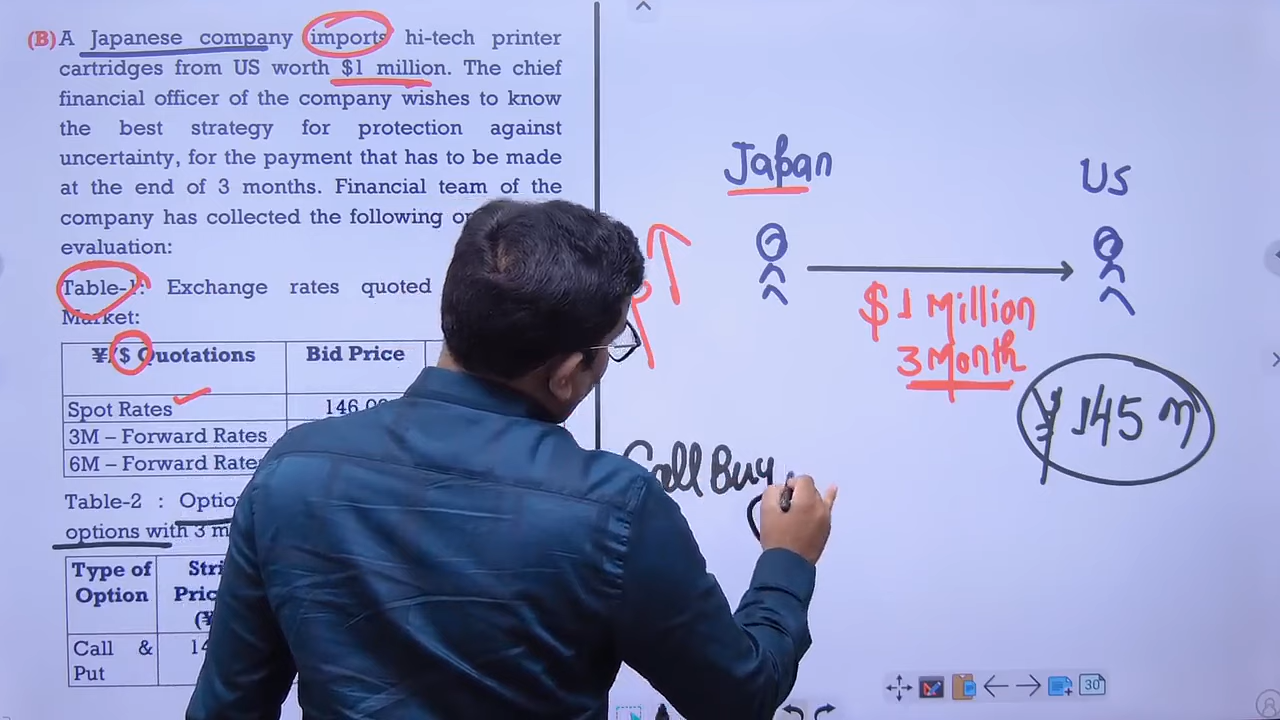 (B) A Japanese company imports hi-tech printer
cartridges from US worth $1 million. The chief
financial officer of the company wishes to know
the best strategy for protection against
uncertainty, for the payment that has to be made
at the end of 3 months. Financial team of the
company has collected the following
evaluation:
Table-1: Exchange rates quoted
Market:
¥/$ Quotations Bid Price
Spot Rates
3M – Forward Rates
6M – Forward
Table-2 :
options with 3
Type of
Option
Call &
Put
Japan
US
$ 1 Million
3 Month
¥ 145 m
Call Buy
30